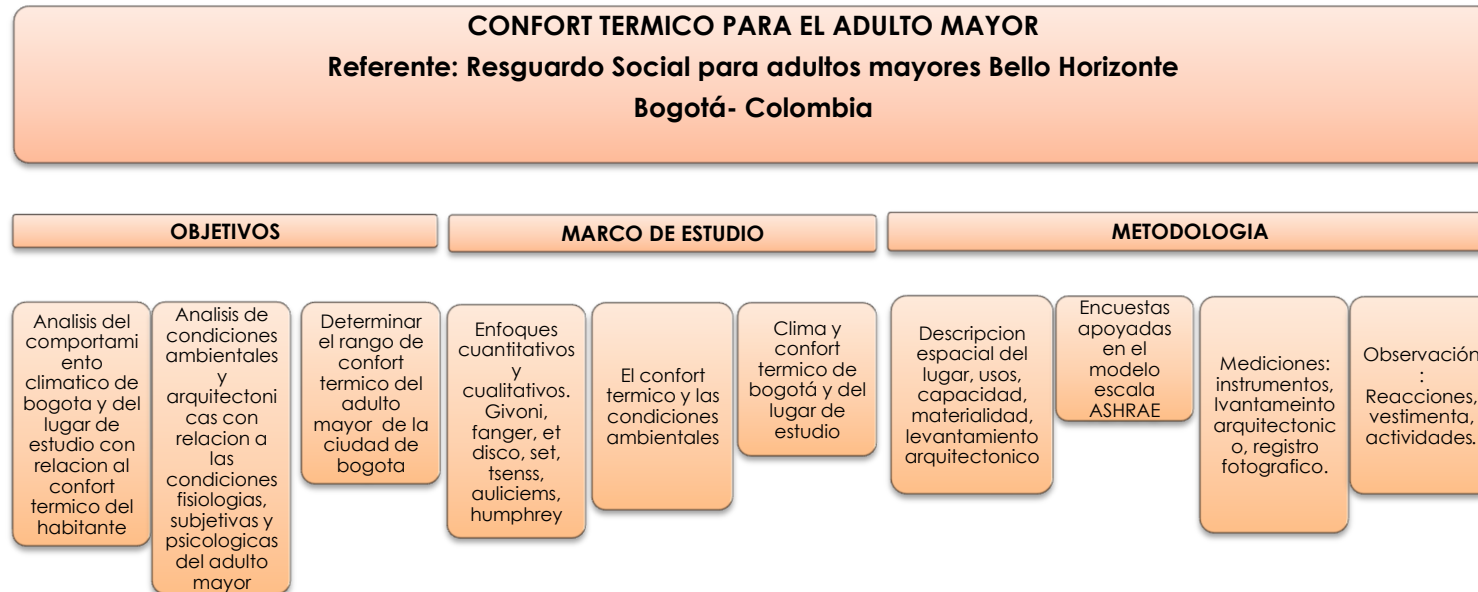 CONFORT TERMICO PARA EL ADULTO MAYOR
Referente: Resguardo Social para adultos mayores Bello Horizonte
Bogotá- Colombia
OBJETIVOS
Analisis del
comportami
ento
climatico de
bogota y del
lugar de
estudio con
relacion al
confort
termico del
habitante
Analisis de
condiciones
ambientales
y
arquitectoni
cas con
relacion a
las
condiciones
fisiologias,
subjetivas y
psicologicas
del adulto
mayor
Determinar
el rango de
confort
termico del
adulto
mayor de la
ciudad de
bogota
MARCO DE ESTUDIO
Enfoques
cuantitativos
y
cualitativos.
Givoni,
fanger, et
disco, set,
tsenss,
auliciems,
humphrey
El confort
termico y las
condiciones
ambientales
Clima y
confort
termico de
bogotá y del
lugar de
estudio
METODOLOGIA
Descripcion
espacial del
lugar, usos,
capacidad,
materialidad,
levantamiento
arquitectonico
Encuestas
apoyadas
en el
modelo
escala
ASHRAE
Mediciones:
instrumentos,
lvantameinto
arquitectonic
o, registro
fotografico.
Observación
:
Reacciones,
vestimenta,
actividades.